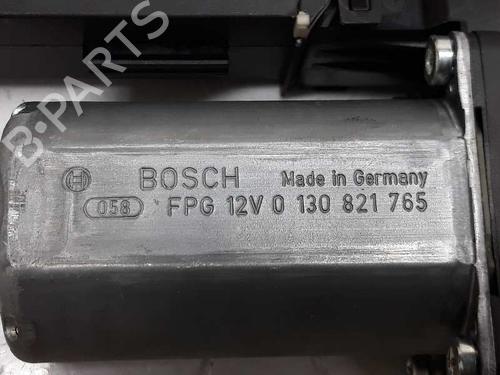 BOSCH Made in Germany
058 FPG 12V 0 130 821 765
B-PARTS